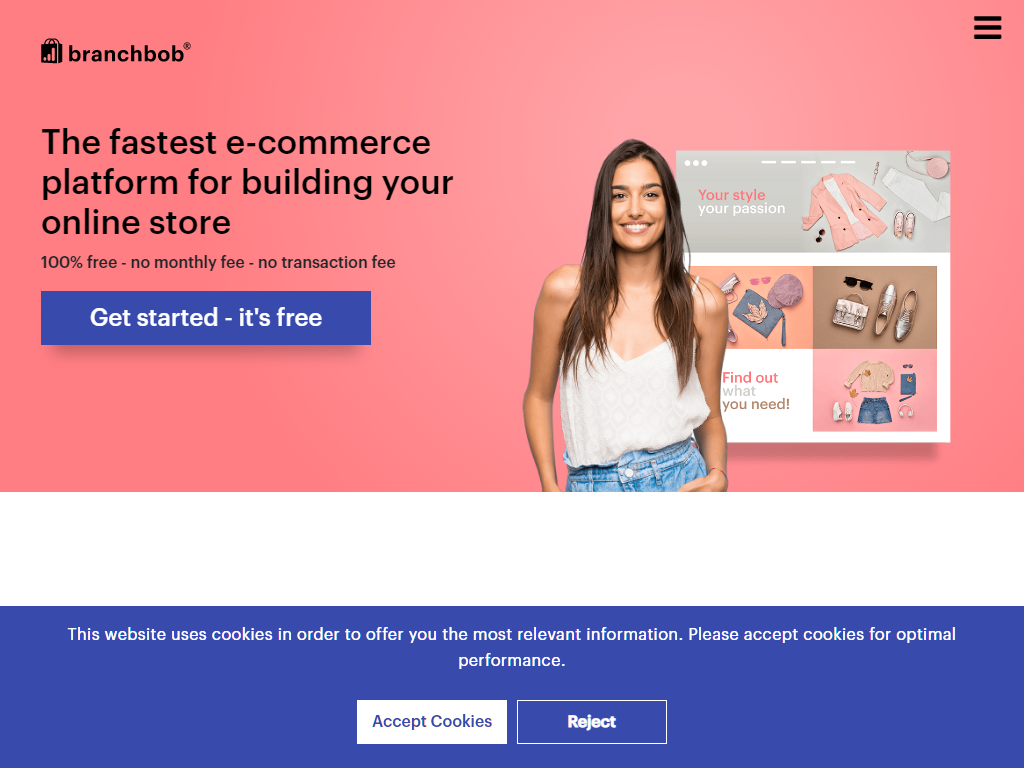 branchbob®
The fastest e-commerce
platform for building your
online store
100% free - no monthly fee - no transaction fee
Get started - it's free
Your style
your passion
Find out
what
you need!
This website uses cookies in order to offer you the most relevant information. Please accept cookies for optimal
performance.
Accept Cookies
Reject